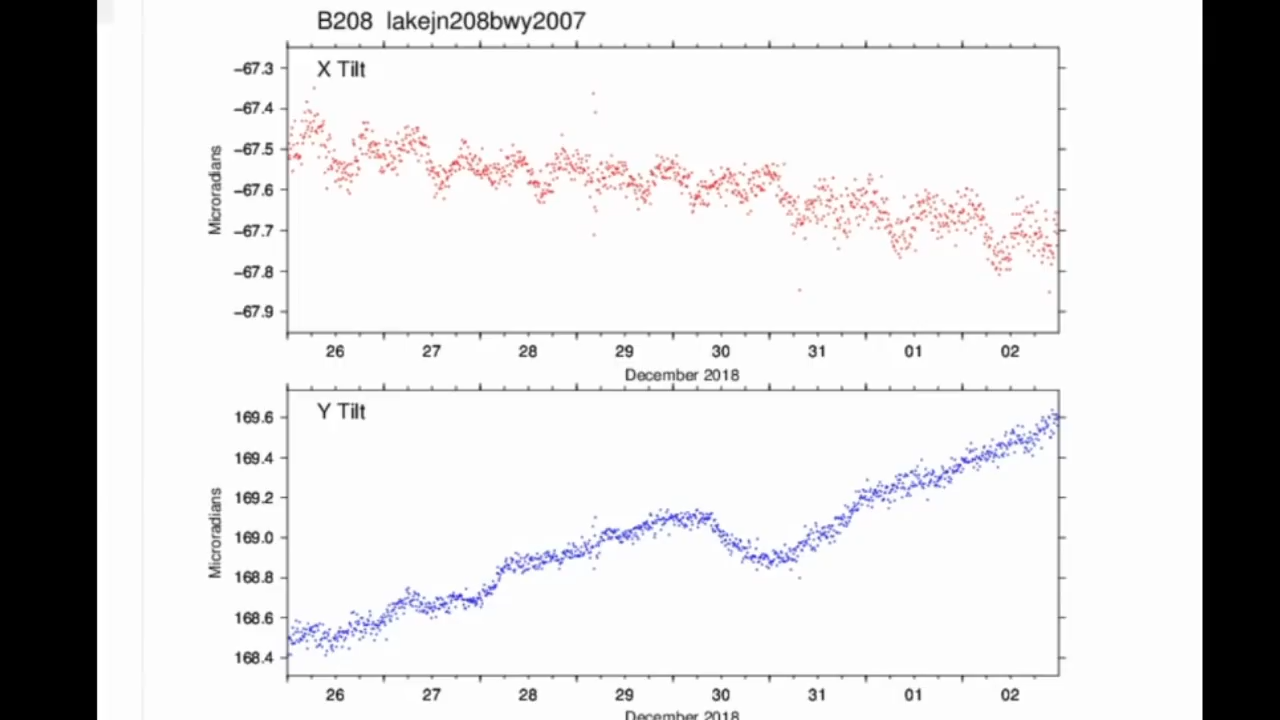 B208 lakejn208bwy2007
X Tilt
−67.3
−67.4
−67.5
−67.6
−67.7
−67.8
−67.9
Microradians
26 27 28 29 30 31 01 02
December 2018
Y Tilt
169.6
169.4
169.2
169.0
168.8
168.6
168.4
Microradians
26 27 28 29 30 31 01 02
December 2018